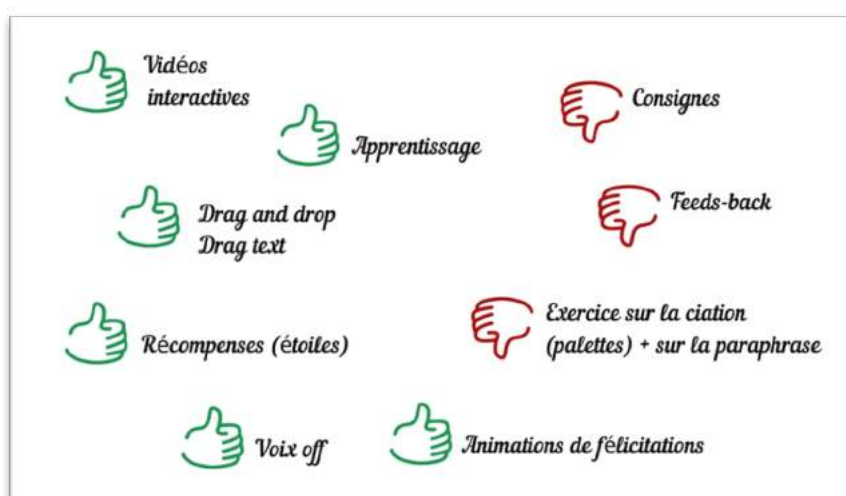 Vidéos
interactives
Consignes
Apprentissage
Drag and drop
Drag text
Feeds-back
Récompenses (étoiles)
Exercice sur la ciation
(palettes) + sur la paraphrase
Voix off
Animations de félicitations